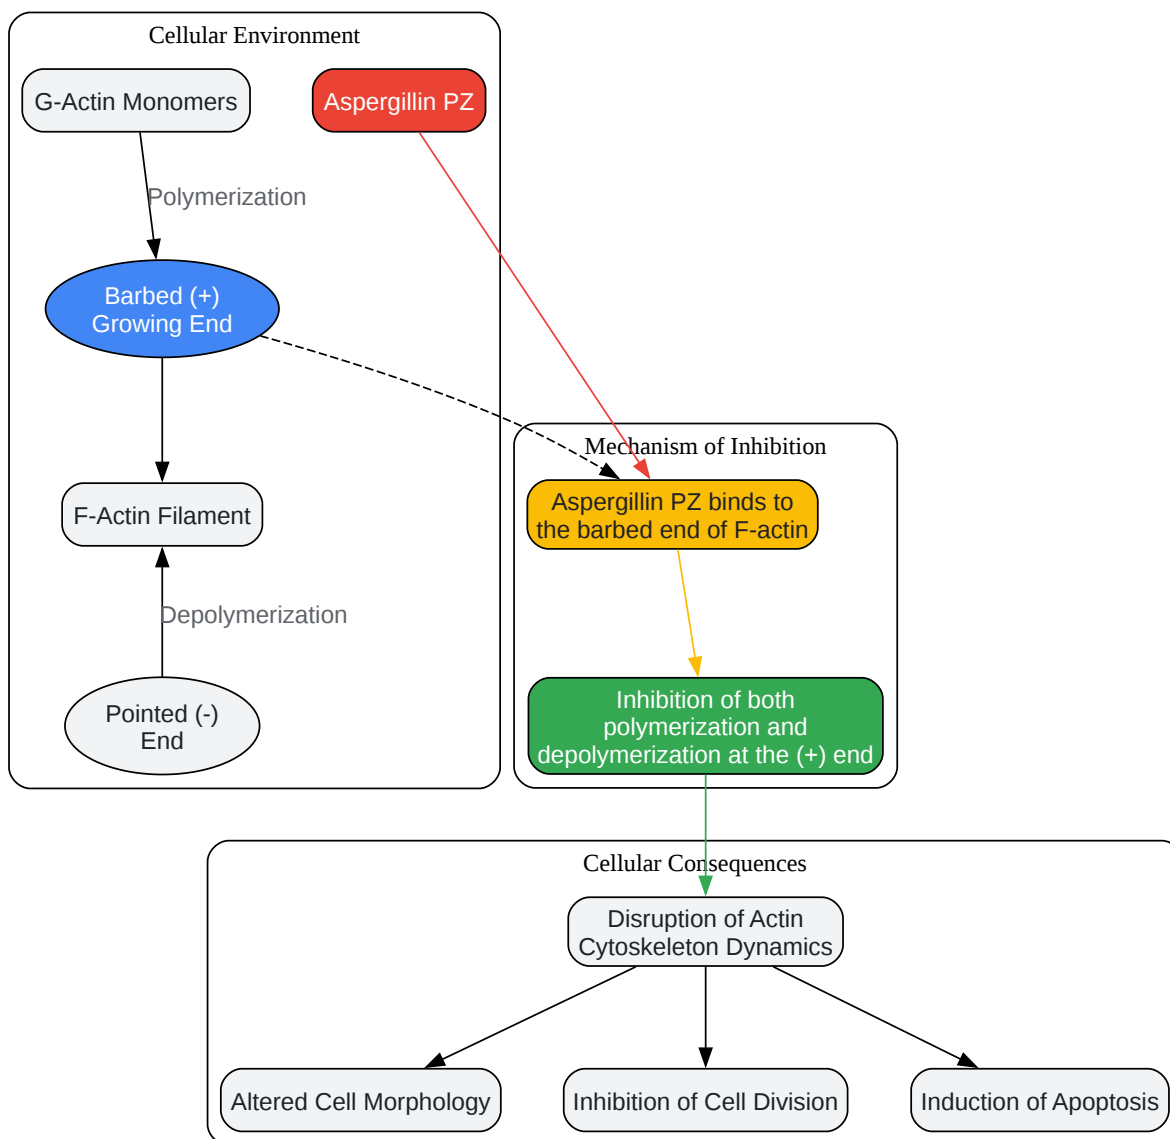 Cellular Environment
G-Actin Monomers
Aspergillin PZ
Polymerization
Barbed (+)
Growing End
F-Actin Filament
Depolymerization
Pointed (-)
End
Mechanism of Inhibition
Aspergillin PZ binds to
the barbed end of F-actin
Inhibition of both
polymerization and
depolymerization at the (+) end
Cellular Consequences
Disruption of Actin
Cytoskeleton Dynamics
Altered Cell Morphology
Inhibition of Cell Division
Induction of Apoptosis